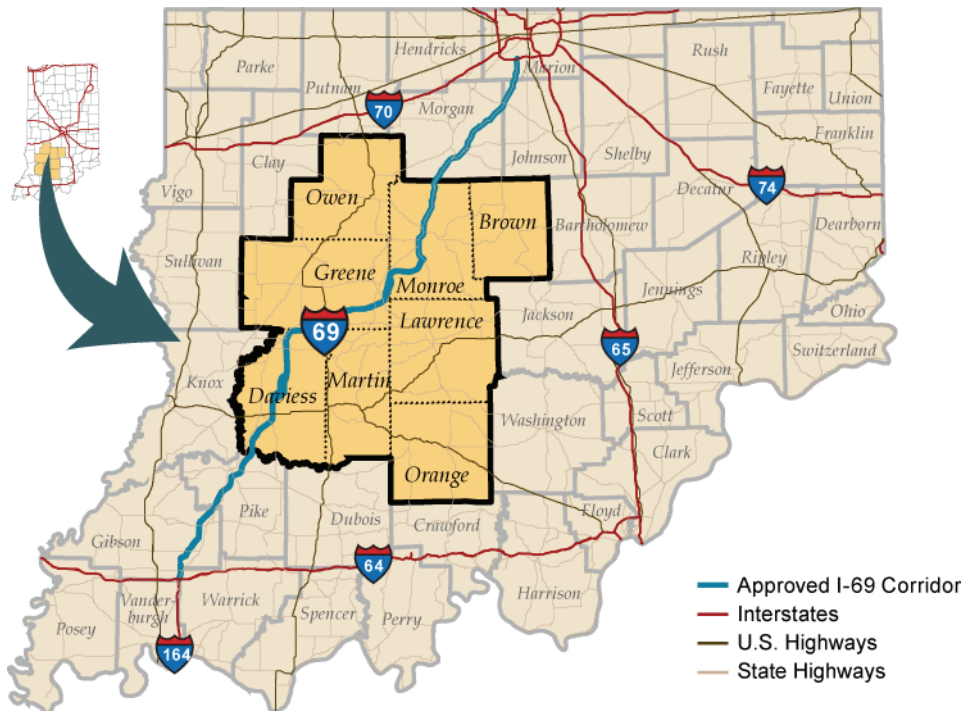 Hendricks
Rush
Parke
Marion
Putnam
Fayette
70
Morgan
Union
Franklin
Johnson
Shelby
Clay
Vigo
Owen
Decatur
74
Brown
Bartholomew
Dearborn
Sullivan
Greene
Ripley
Monroe
Jennings
Jackson
Ohio
Lawrence
69
65
Switzerland
Jefferson
Knox
Daviess
Martin
Washington
Scott
Clark
Orange
Pike
Dubois
Crawford
Floyd
Gibson
64
Approved I-69 Corridor
Vander-
burgh
Warrick
Harrison
Interstates
Spencer
Perry
Posey
U.S. Highways
164
State Highways